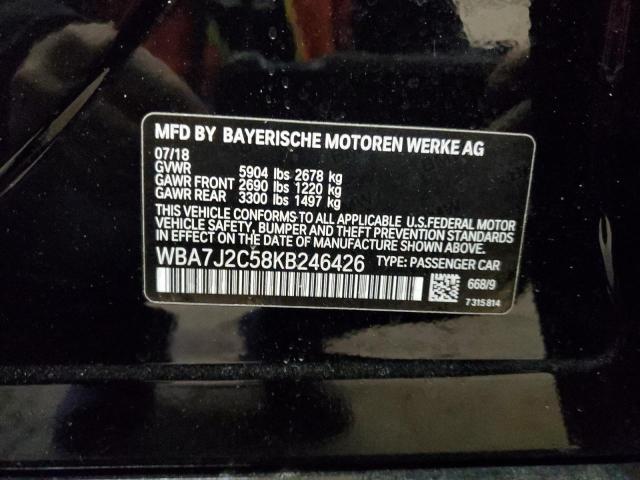 MFD BY BAYERISCHE MOTOREN WERKE AG
07/18
GVWR 5904 lbs 2678 kg
GAWR FRONT 2690 lbs 1220 kg
GAWR REAR 3300 lbs 1497 kg
THIS VEHICLE CONFORMS TO ALL APPLICABLE U.S.FEDERAL MOTOR
VEHICLE SAFETY, BUMPER AND THEFT PREVENTION STANDARDS
IN EFFECT ON THE DATE OF MANUFACTURE SHOWN ABOVE.
WBA7J2C58KB246426 TYPE: PASSENGER CAR
668/9
7315814